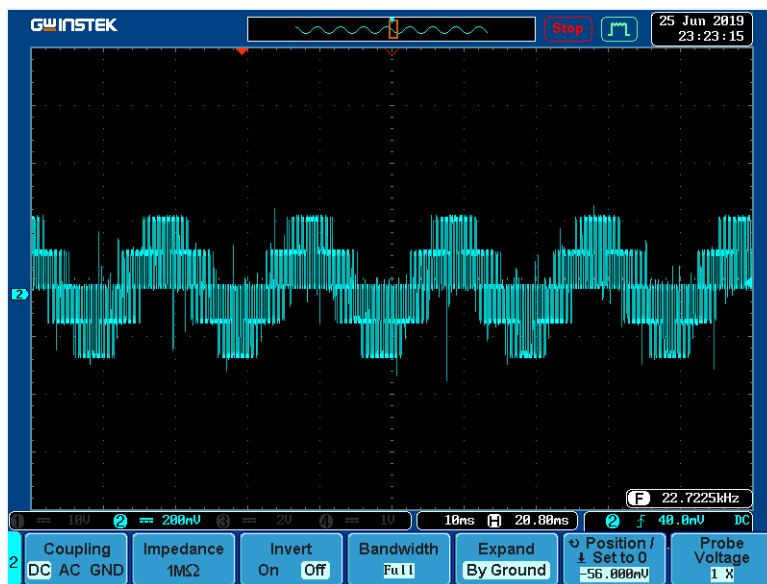 GWINSTEK
Stop
25 Jun 2019
23:23:15
2
F 22.7225kHz
1 10V 2 200mV 3 2V 4 1V 10ms H 20.80ms 2 40.0mV DC
2
Coupling
DC AC GND
Impedance
1MΩ
Invert
On Off
Bandwidth
Full
Expand
By Ground
Position /
Set to 0
-56.000mV
Probe
Voltage
1 X